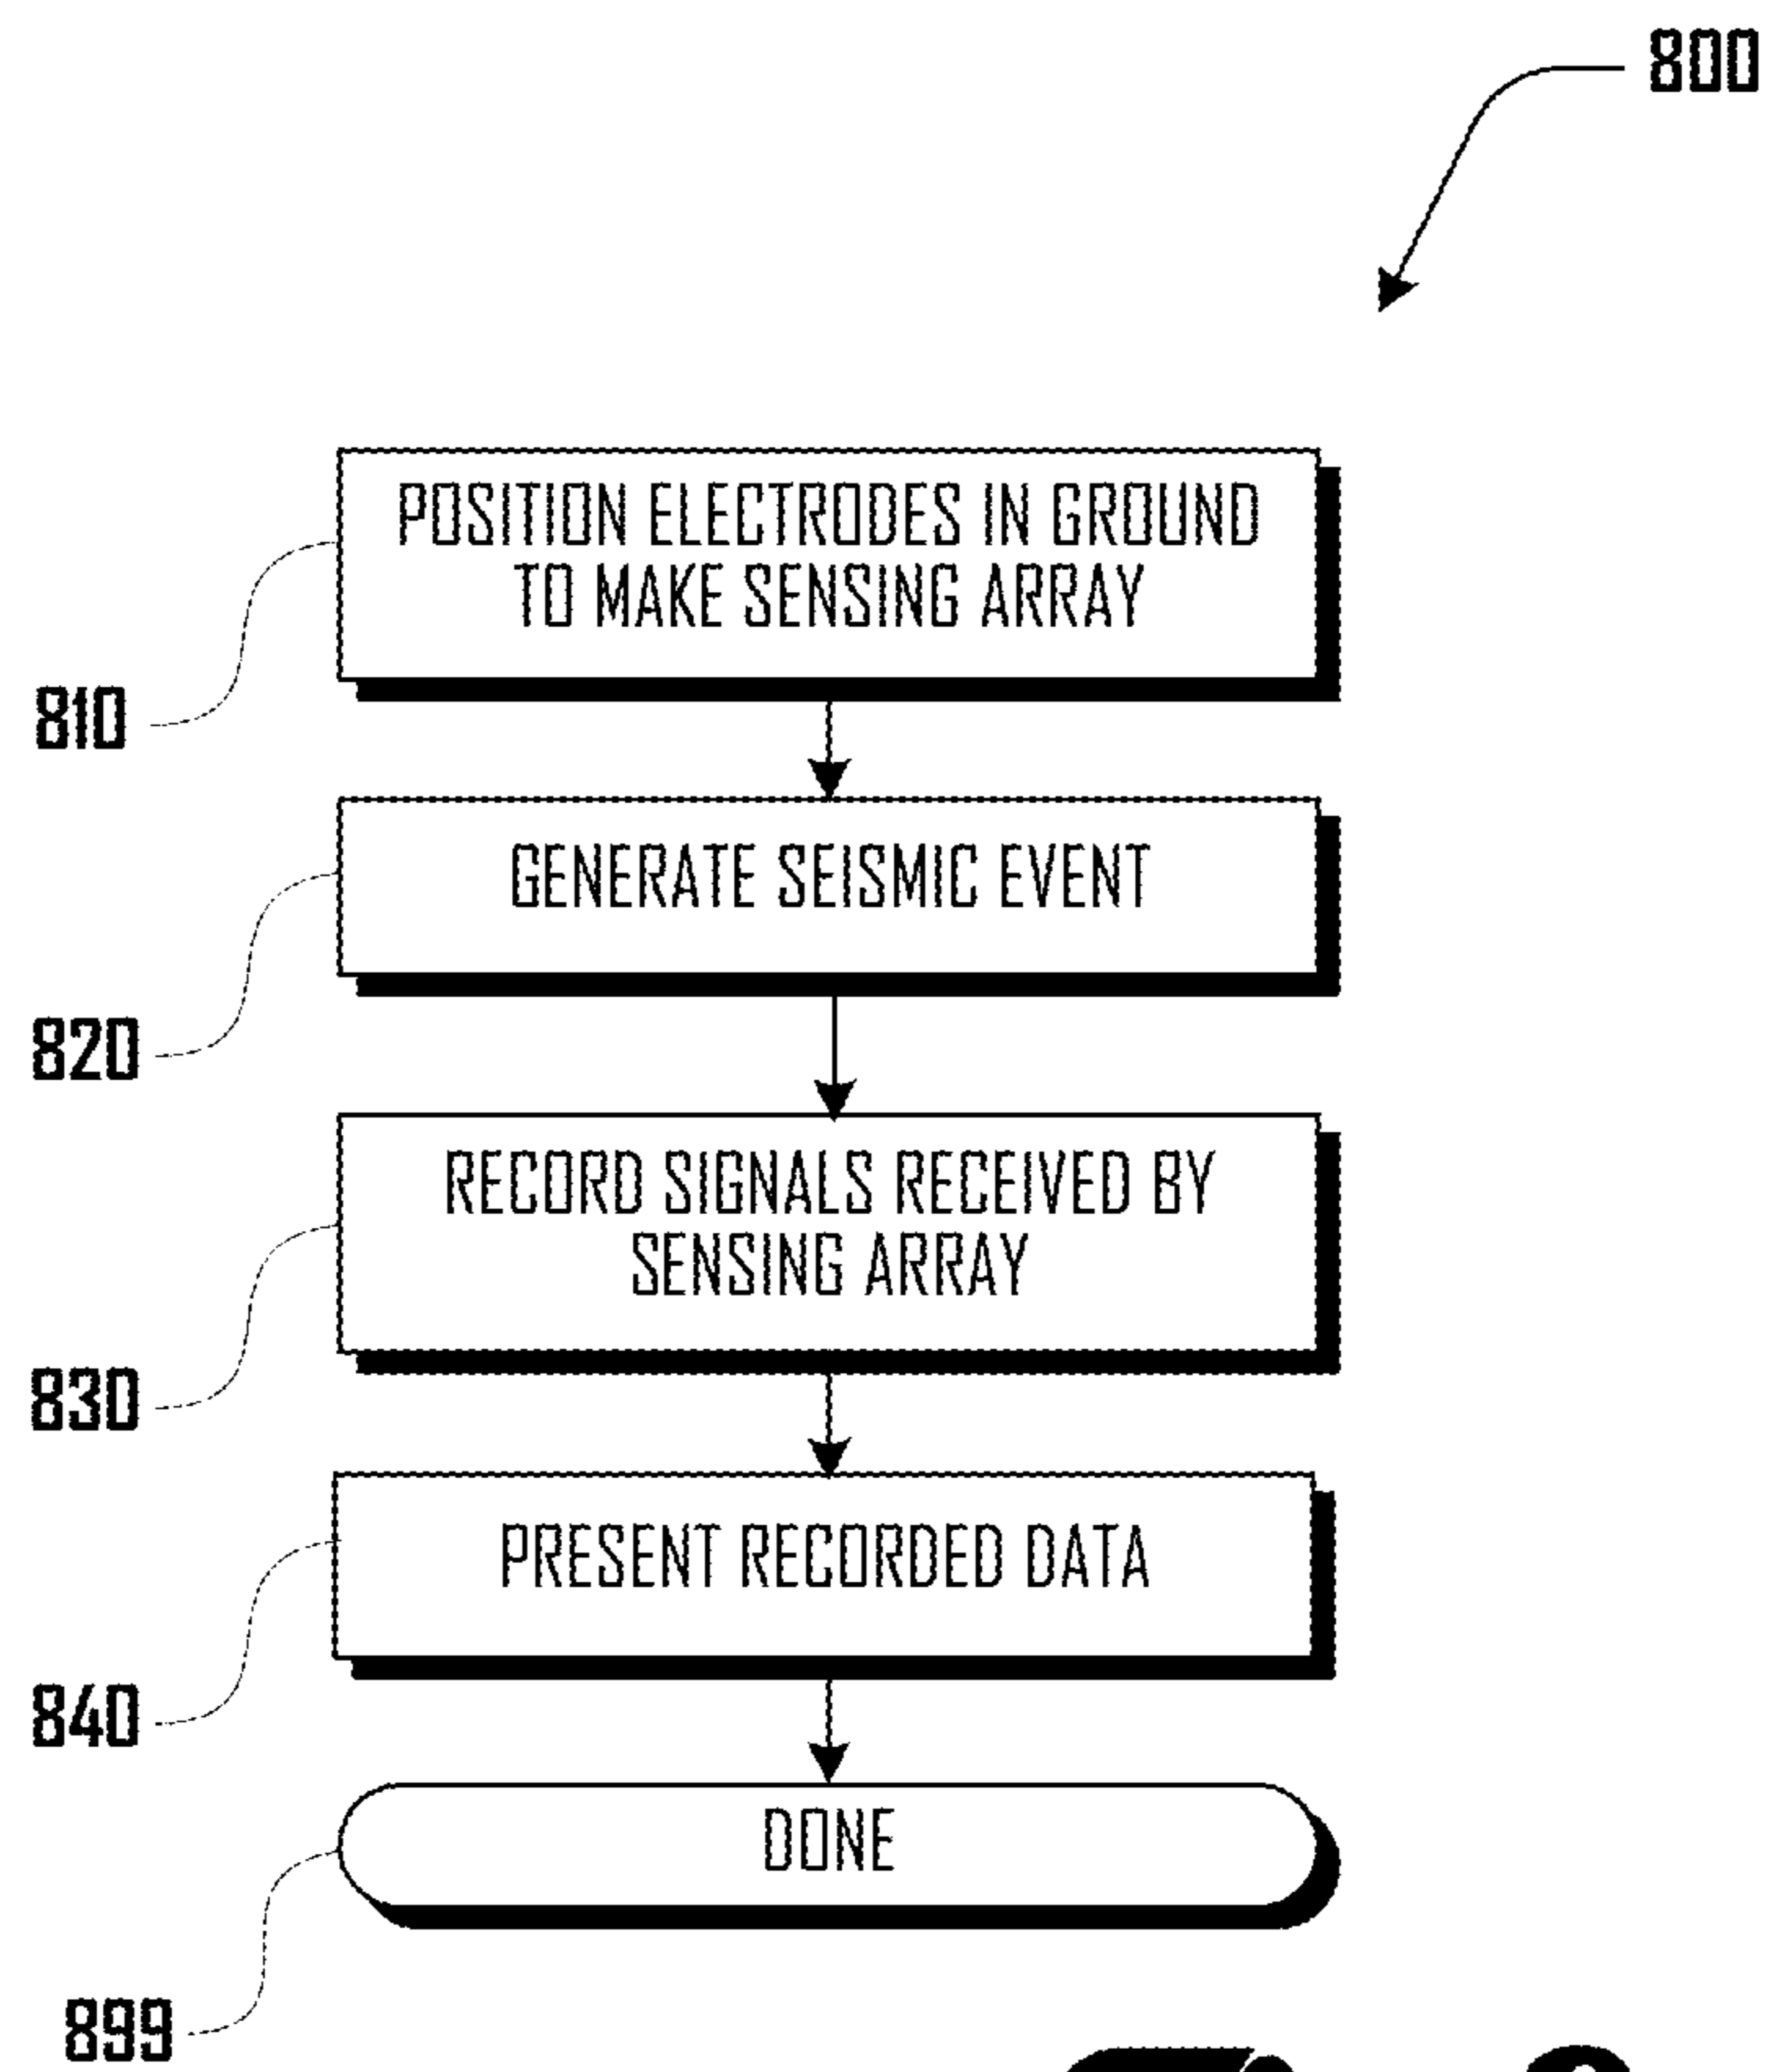 800
POSITION ELECTRODES IN GROUND
TO MAKE SENSING ARRAY
810
GENERATE SEISMIC EVENT
820
RECORD SIGNALS RECEIVED BY
SENSING ARRAY
830
PRESENT RECORDED DATA
840
DONE
899